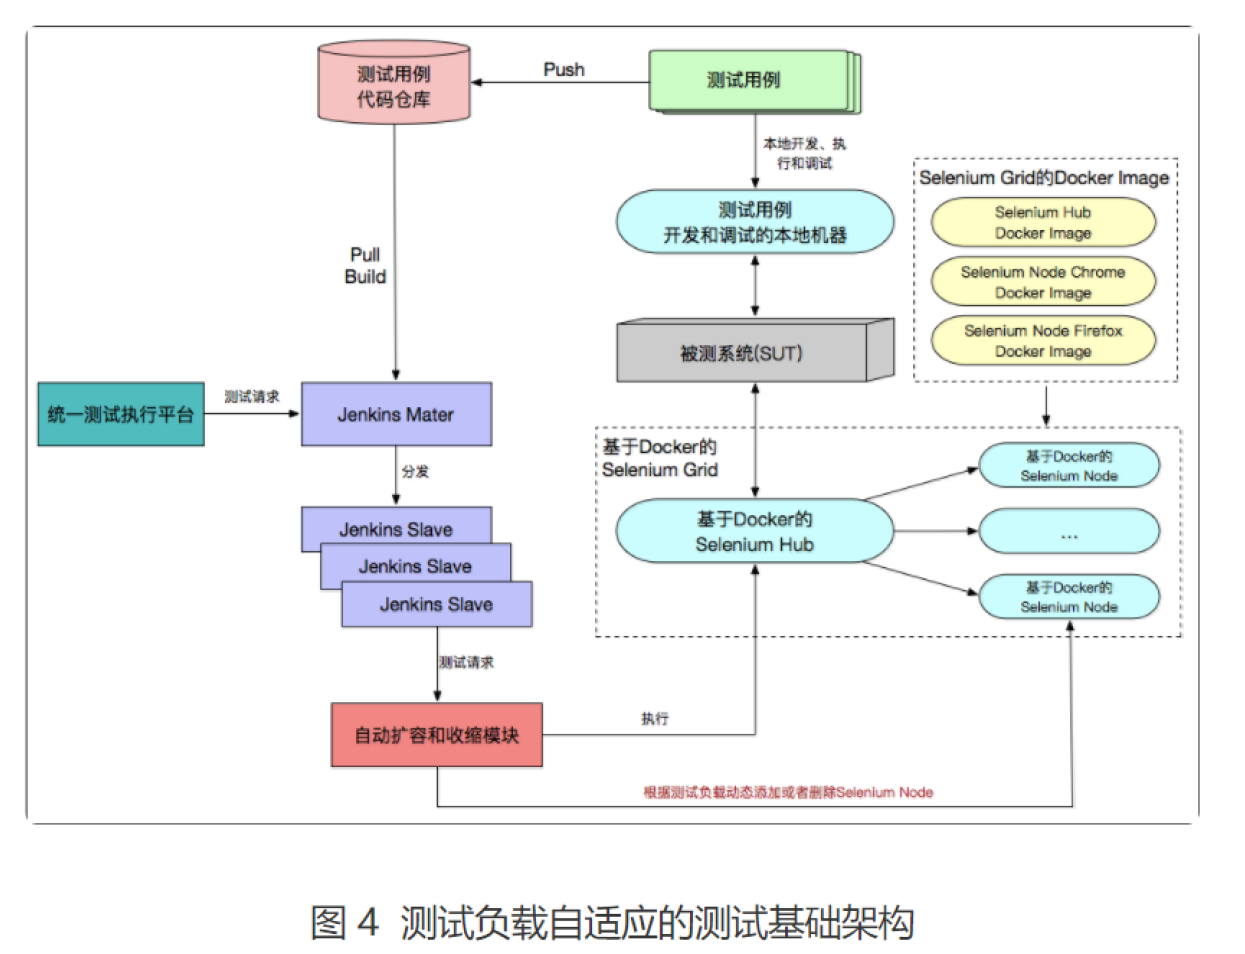 测试用例
代码仓库
Push
测试用例
本地开发、执
行和调试
Selenium Grid的Docker Image
Selenium Hub
Docker Image
Selenium Node Chrome
Docker Image
Selenium Node Firefox
Docker Image
测试用例
开发和调试的本地机器
Pull
Build
被测系统(SUT)
统一测试执行平台
测试请求
Jenkins Mater
分发
Jenkins Slave
Jenkins Slave
Jenkins Slave
基于Docker的
Selenium Grid
基于Docker的
Selenium Hub
基于Docker的
Selenium Node
...
基于Docker的
Selenium Node
测试请求
自动扩容和收缩模块
执行
根据测试负载动态添加或者删除Selenium Node
图 4 测试负载自适应的测试基础架构